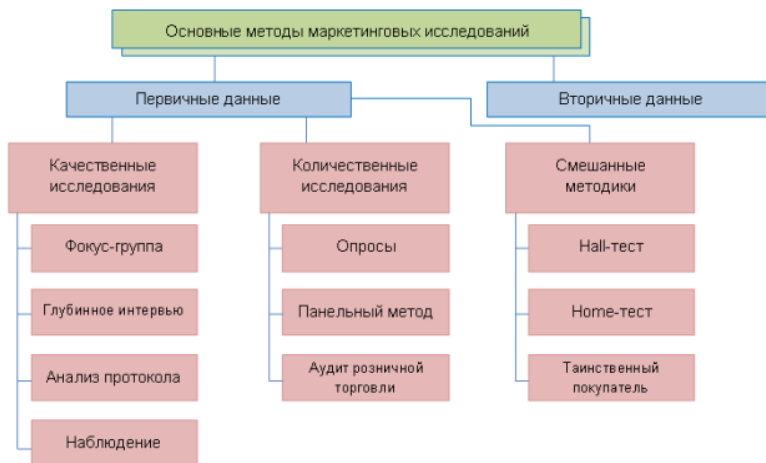 Основные методы маркетинговых исследований
Первичные данные
Вторичные данные
Качественные
исследования
Количественные
исследования
Смешанные
методики
Фокус-группа
Опросы
Hall-тест
Глубинное интервью
Панельный метод
Home-тест
Анализ протокола
Аудит розничной
торговли
Таинственный
покупатель
Наблюдение